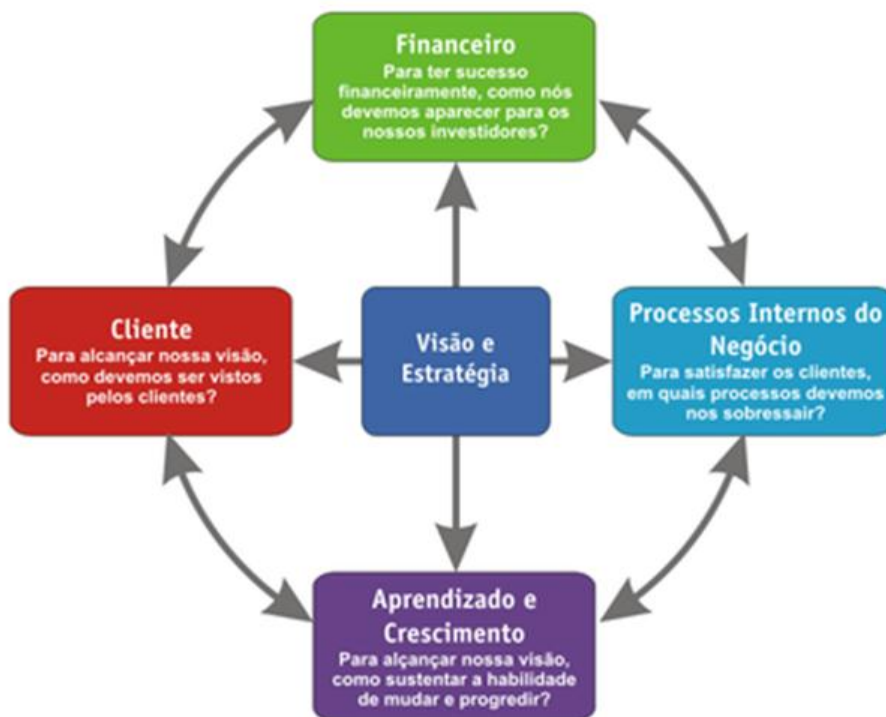 Financeiro
Para ter sucesso
financeiramente, como nós
devemos aparecer para os
nossos investidores?
Cliente
Para alcançar nossa visão,
como devemos ser vistos
pelos clientes?
Visão e
Estratégia
Processos Internos do
Negócio
Para satisfazer os clientes,
em quais processos devemos
nos sobressair?
Aprendizado e
Crescimento
Para alçançar nossa visão,
como sustentar a habilidade
de mudar e progredir?